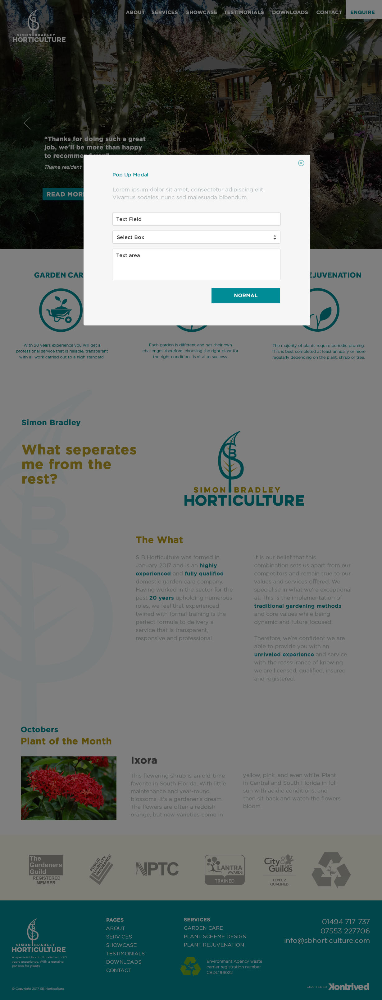 ABOUT SERVICES SHOWCASE TESTIMONIALS DOWNLOADS CONTACT ENQUIRE
SIMON BRADLEY
HORTICULTURE
“Thanks for doing such a great
job, we'll be more than happy
to recommend you”
Thame resident
READ MORE
Pop Up Modal
Lorem ipsum dolor sit amet, consectetur adipiscing elit.
Vivamus sodales, nunc sed malesuada bibendum.
Text Field
Select Box
Text area
NORMAL
GARDEN CAR
EJUVENATION
With 20 years experience you will get a
professional service that is reliable, transparent
with all work carried out to a high standard.
Each garden is different and has their own
challenges therefore, choosing the right plant for
the right conditions is vital to success.
The majority of plants require periodic pruning.
This is best completed at least annually or more
regularly depending on the plant, shrub or tree.
Simon Bradley
What seperates
me from the
rest?
SIMON BRADLEY
HORTICULTURE
The What
S B Horticulture was formed in
January 2017 and is an highly
experienced and fully qualified
domestic garden care company.
Having worked in the sector for the
past 20 years upholding numerous
roles, we feel that experienced
twined with formal training is the
perfect formula to delivery a
service that is transparent,
responsive and professional.
It is our belief that this
combination sets us apart from our
competitors and remain true to our
values and services offered. We
specialise in what we're exceptional
at. This is the implementation of
traditional gardening methods
and core values while being
dynamic and future focused.
Therefore, we're confident we are
able to provide you with an
unrivaled experience and service
with the reassurance of knowing
we are licensed, qualified, insured
and registered.
Octobers
Plant of the Month
Ixora
This flowering shrub is an old-time
favorite in South Florida. With little
maintenance and year-round
blossoms, it's a gardener's dream.
The flowers are often a reddish
orange, but new varieties come in
yellow, pink, and even white. Plant
in Central and South Florida in full
sun with acidic conditions, and
then sit back and watch the flowers
bloom.
The
Gardeners
Guild
REGISTERED
MEMBER
PUBLIC
LIABILITY
INSURANCE
NPTC
LANTRA
AWARDS
TRAINED
City &
Guilds
LEVEL 2
QUALIFIED
SIMON BRADLEY
HORTICULTURE
A specialist Horticulturalist with 20
years experience. With a genuine
passion for plants.
© Copyright 2017 SB Horticulture
PAGES
ABOUT
SERVICES
SHOWCASE
TESTIMONIALS
DOWNLOADS
CONTACT
SERVICES
GARDEN CARE
PLANT SCHEME DESIGN
PLANT REJUVENATION
Environment Agency waste
carrier registration number
CBDL196022
01494 717 737
07553 227706
info@sbhorticulture.com
CRAFTED BY Kontrived